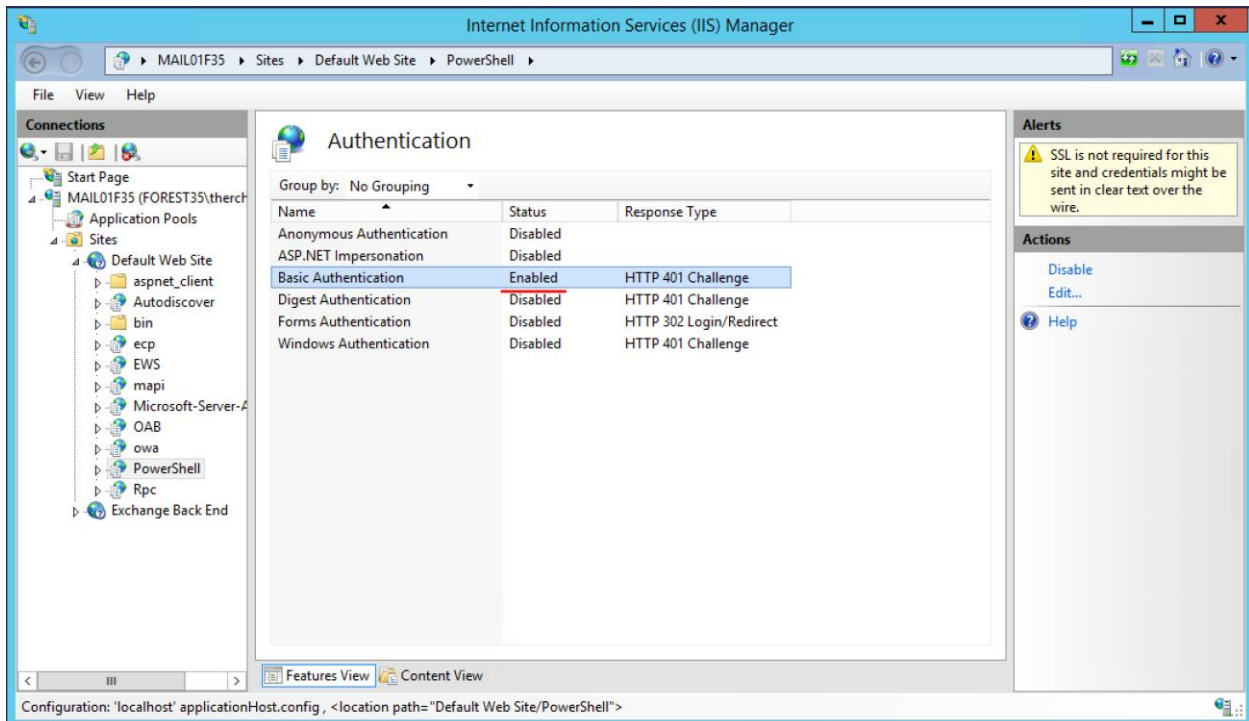 Internet Information Services (IIS) Manager
MAIL01F35 Sites Default Web Site PowerShell
File View Help
Connections
Start Page
MAIL01F35 (FOREST35\therch
Application Pools
Sites
Default Web Site
aspnet_client
Autodiscover
bin
ecp
EWS
mapi
Microsoft-Server-A
OAB
owa
PowerShell
Rpc
Exchange Back End
Authentication
Group by: No Grouping
Name Status Response Type
Anonymous Authentication Disabled
ASP.NET Impersonation Disabled
Basic Authentication Enabled HTTP 401 Challenge
Digest Authentication Disabled HTTP 401 Challenge
Forms Authentication Disabled HTTP 302 Login/Redirect
Windows Authentication Disabled HTTP 401 Challenge
Features View Content View
Alerts
SSL is not required for this
site and credentials might be
sent in clear text over the
wire.
Actions
Disable
Edit...
Help
Configuration: 'localhost' applicationHost.config , <location path="Default Web Site/PowerShell">